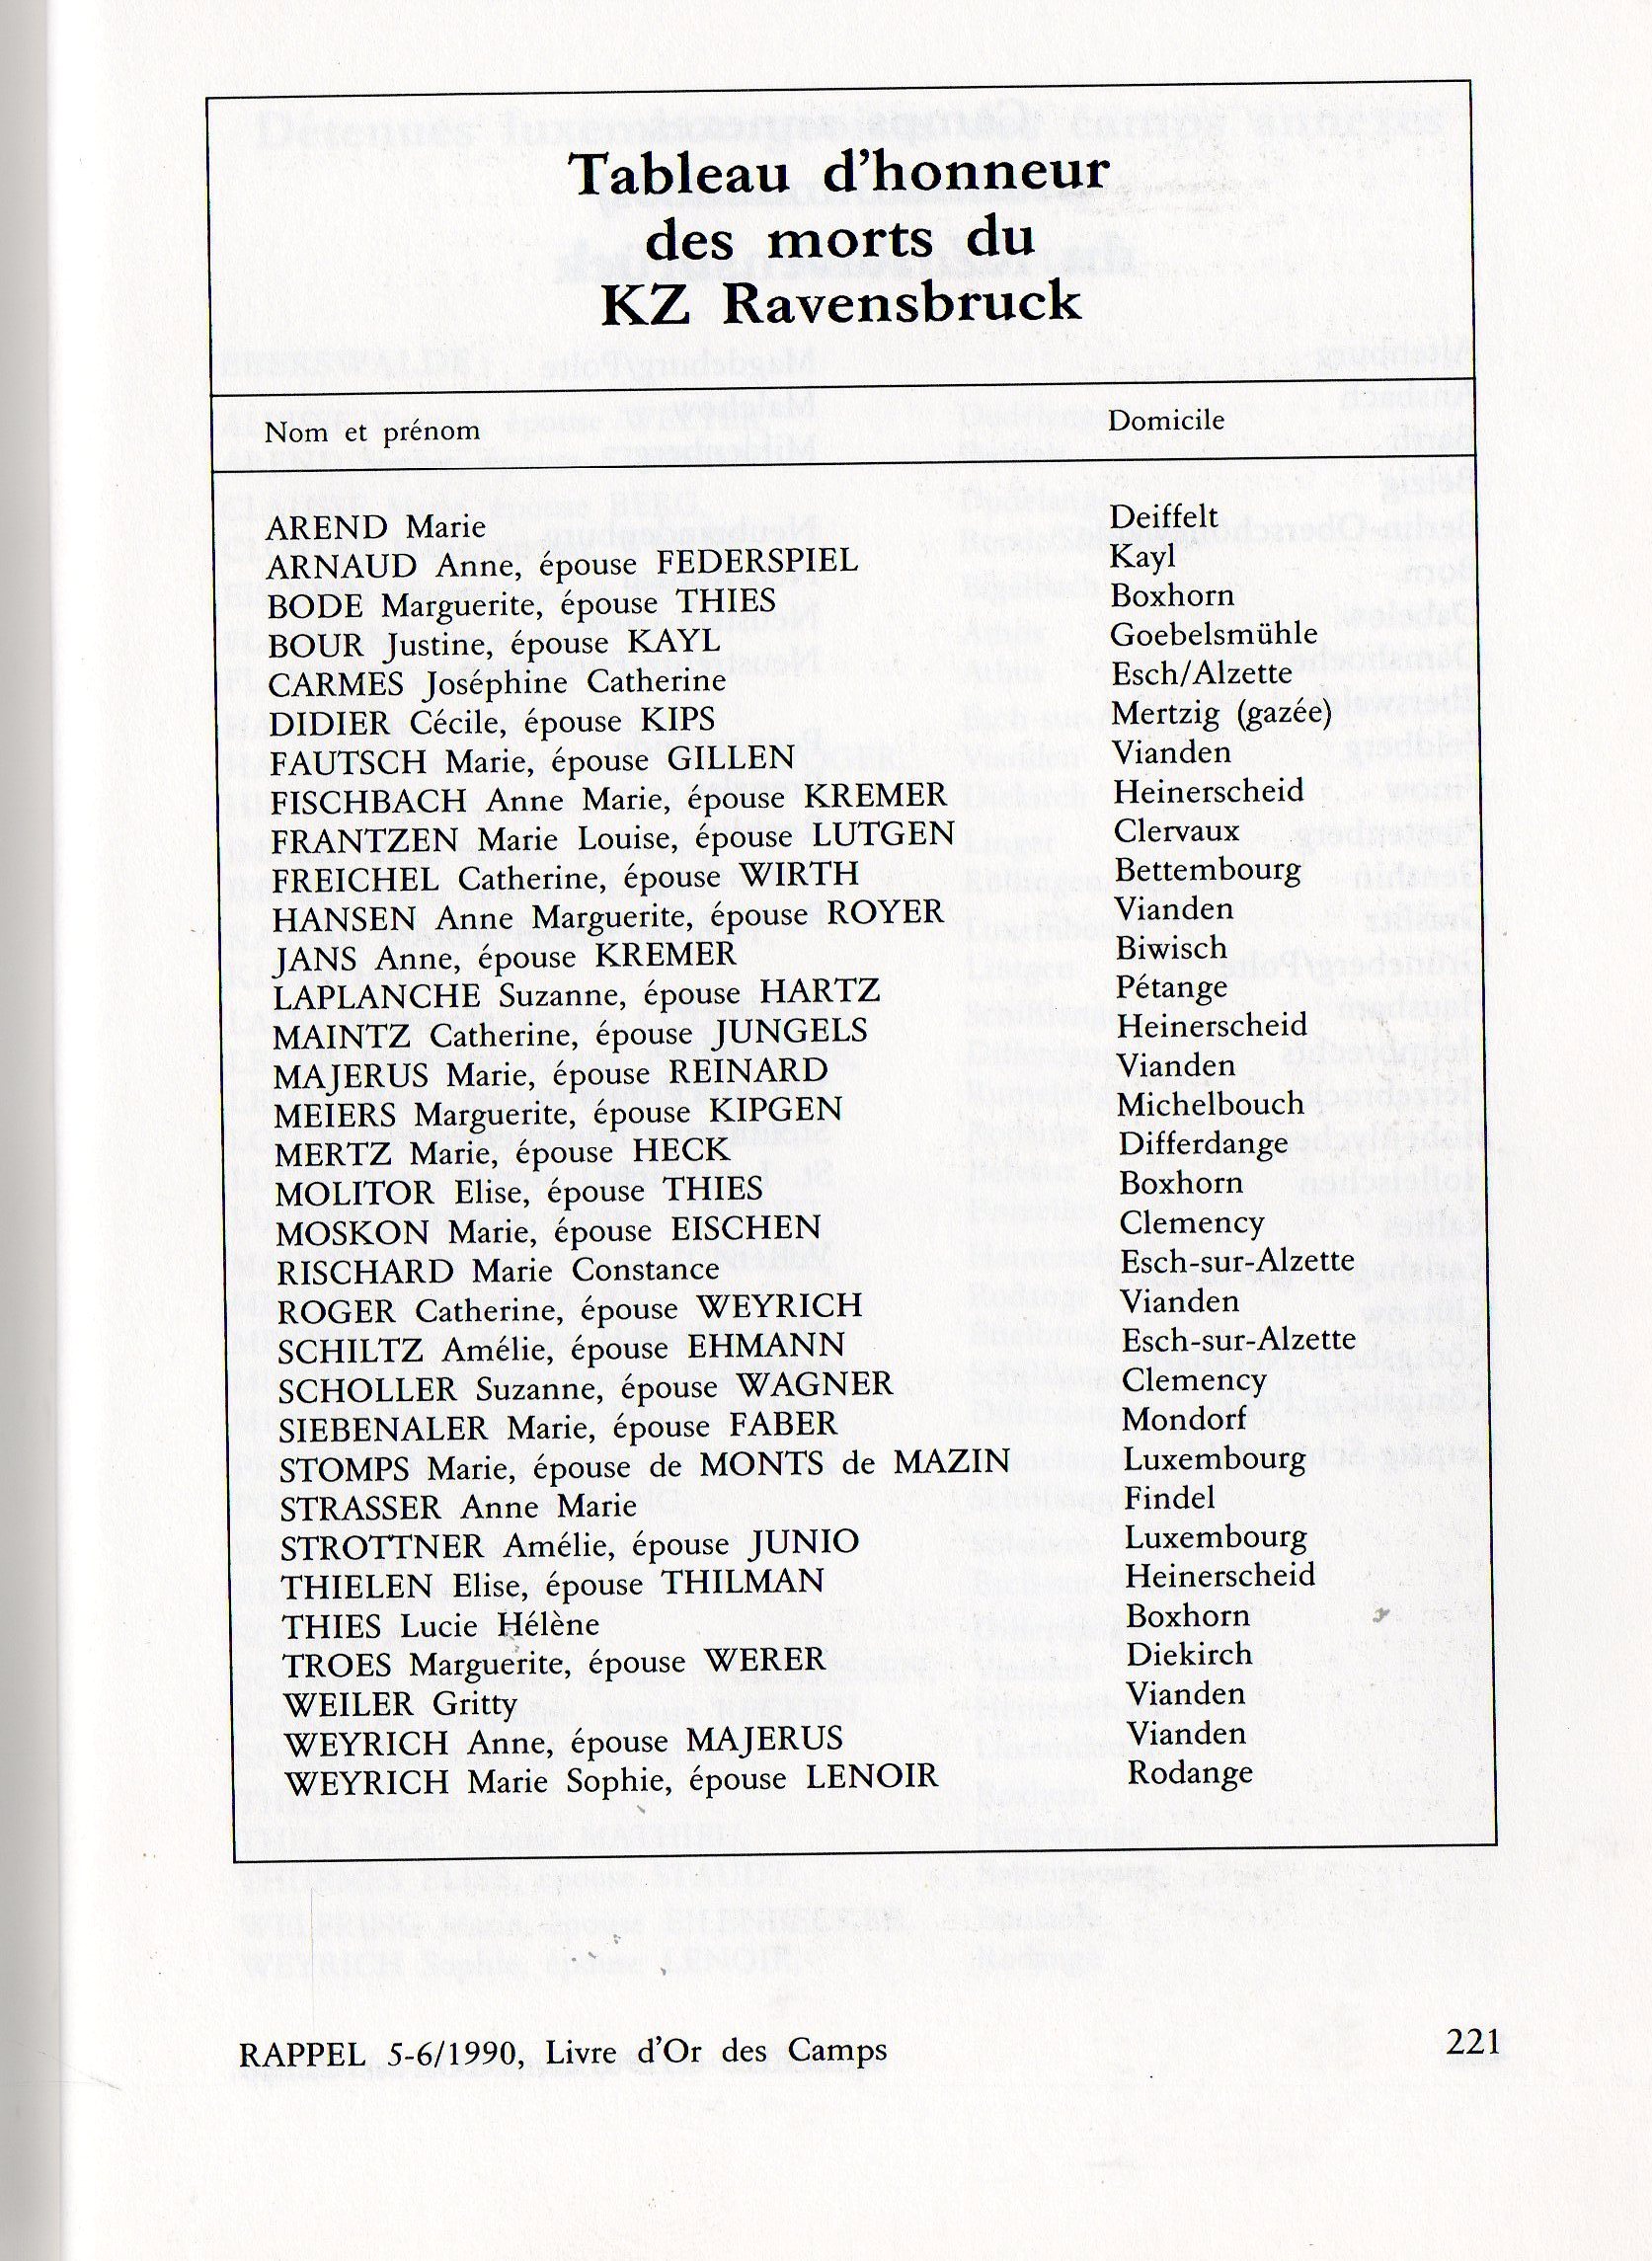 Tableau d'honneur
des morts du
KZ Ravensbruck
Nom et prénom Domicile
AREND Marie Deiffelt
ARNAUD Anne, épouse FEDERSPIEL Kayl
BODE Marguerite, épouse THIES Boxhorn
BOUR Justine, épouse KAYL Goebelsmühle
CARMES Joséphine Catherine Esch/Alzette
DIDIER Cécile, épouse KIPS Mertzig (gazée)
FAUTSCH Marie, épouse GILLEN Vianden
FISCHBACH Anne Marie, épouse KREMER Heinerscheid
FRANTZEN Marie Louise, épouse LUTGEN Clervaux
FREICHEL Catherine, épouse WIRTH Bettembourg
HANSEN Anne Marguerite, épouse ROYER Vianden
JANS Anne, épouse KREMER Biwisch
LAPLANCHE Suzanne, épouse HARTZ Pétange
MAINTZ Catherine, épouse JUNGELS Heinerscheid
MAJERUS Marie, épouse REINARD Vianden
MEIERS Marguerite, épouse KIPGEN Michelbouch
MERTZ Marie, épouse HECK Differdange
MOLITOR Elise, épouse THIES Boxhorn
MOSKON Marie, épouse EISCHEN Clemency
RISCHARD Marie Constance Esch-sur-Alzette
ROGER Catherine, épouse WEYRICH Vianden
SCHILTZ Amélie, épouse EHMANN Esch-sur-Alzette
SCHOLLER Suzanne, épouse WAGNER Clemency
SIEBENALER Marie, épouse FABER Mondorf
STOMPS Marie, épouse de MONTS de MAZIN Luxembourg
STRASSER Anne Marie Findel
STROTTNER Amélie, épouse JUNIO Luxembourg
THIELEN Elise, épouse THILMAN Heinerscheid
THIES Lucie Hélène Boxhorn
TROES Marguerite, épouse WERER Diekirch
WEILER Gritty Vianden
WEYRICH Anne, épouse MAJERUS Vianden
WEYRICH Marie Sophie, épouse LENOIR Rodange
RAPPEL 5-6/1990, Livre d'Or des Camps 221